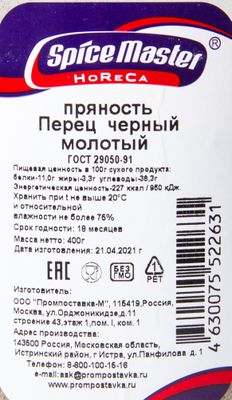 Spice Master ®
HoReCa
пряность
Перец черный
молотый
ГОСТ 29050-91
Пищевая ценность в 100г сухого продукта:
белки-11,0г жиры-3,3г углеводы-38,3г
Энергетическая ценность-227 ккал / 950 кДж.
Хранить при t не выше 20°C
и относительной
влажности не более 75%
Срок годности: 18 месяцев
Масса нетто: 400г
Дата изготовления: 21.04.2021 г
EAC БЕЗ ГМО 1 PET
Изготовитель:
ООО "Промпоставка-М", 115419,Россия,
Москва, ул.Орджоникидзе,д.11
строение 43,этаж 1,пом. I, ком. 1
Адрес производства:
143500 Россия, Московская область,
Истринский район, г Истра, ул.Панфилова д. 1
Телефон: 8-800-100-15-16
e-mail:ask@prompostavka.com
www.prompostavka.ru
4 630075 522631